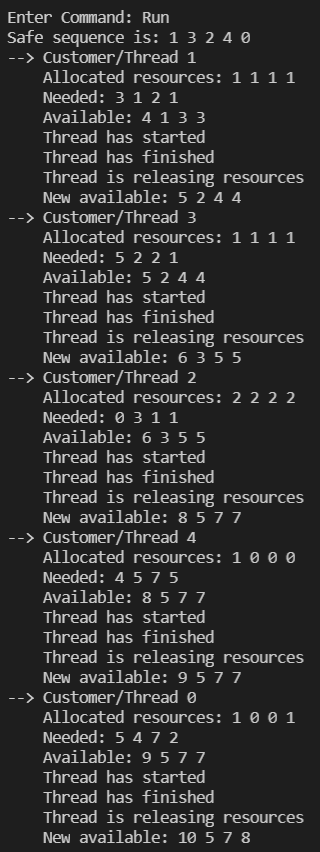 Enter Command: Run
Safe sequence is: 1 3 2 4 0
--> Customer/Thread 1
Allocated resources: 1 1 1 1
Needed: 3 1 2 1
Available: 4 1 3 3
Thread has started
Thread has finished
Thread is releasing resources
New available: 5 2 4 4
--> Customer/Thread 3
Allocated resources: 1 1 1 1
Needed: 5 2 2 1
Available: 5 2 4 4
Thread has started
Thread has finished
Thread is releasing resources
New available: 6 3 5 5
--> Customer/Thread 2
Allocated resources: 2 2 2 2
Needed: 0 3 1 1
Available: 6 3 5 5
Thread has started
Thread has finished
Thread is releasing resources
New available: 8 5 7 7
--> Customer/Thread 4
Allocated resources: 1 0 0 0
Needed: 4 5 7 5
Available: 8 5 7 7
Thread has started
Thread has finished
Thread is releasing resources
New available: 9 5 7 7
--> Customer/Thread 0
Allocated resources: 1 0 0 1
Needed: 5 4 7 2
Available: 9 5 7 7
Thread has started
Thread has finished
Thread is releasing resources
New available: 10 5 7 8